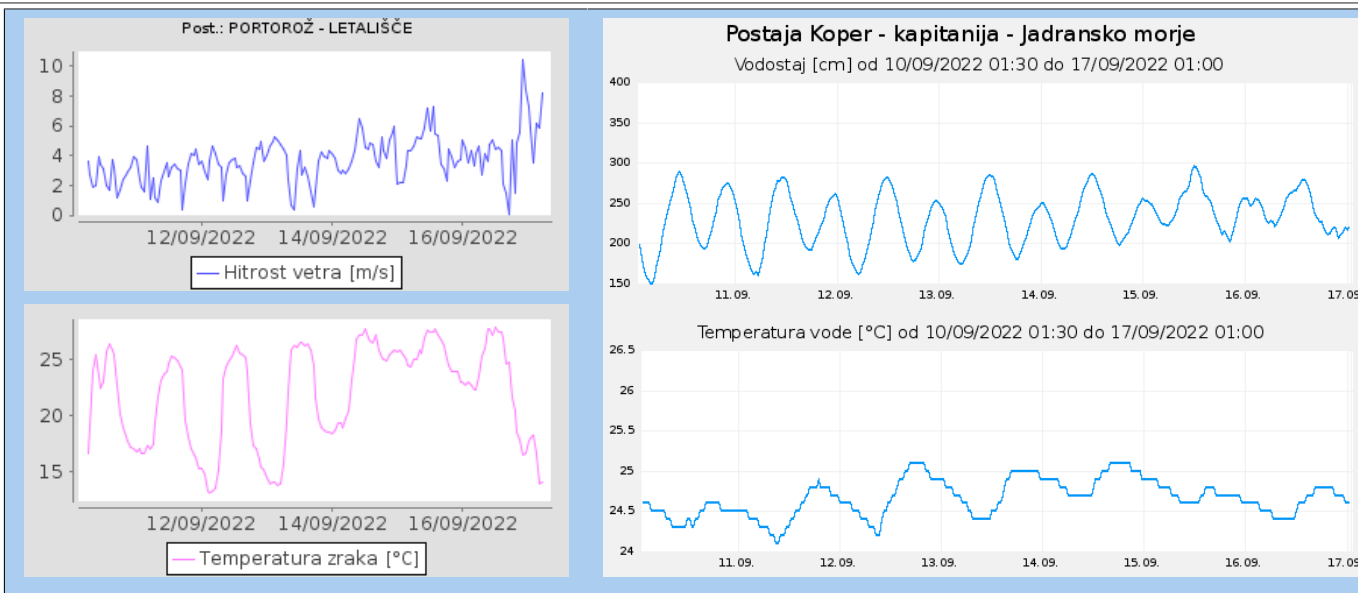 Post.: PORTOROŽ - LETALIŠČE
10
8
6
4
2
0
12/09/2022 14/09/2022 16/09/2022
Hitrost vetra [m/s]
25
20
15
12/09/2022 14/09/2022 16/09/2022
Temperatura zraka [°C]
Postaja Koper - kapitanija - Jadransko morje
Vodostaj [cm] od 10/09/2022 01:30 do 17/09/2022 01:00
400
350
300
250
200
150
11.09. 12.09. 13.09. 14.09. 15.09. 16.09. 17.09
Temperatura vode [°C] od 10/09/2022 01:30 do 17/09/2022 01:00
26.5
26
25.5
25
24.5
24
11.09. 12.09. 13.09. 14.09. 15.09. 16.09. 17.09